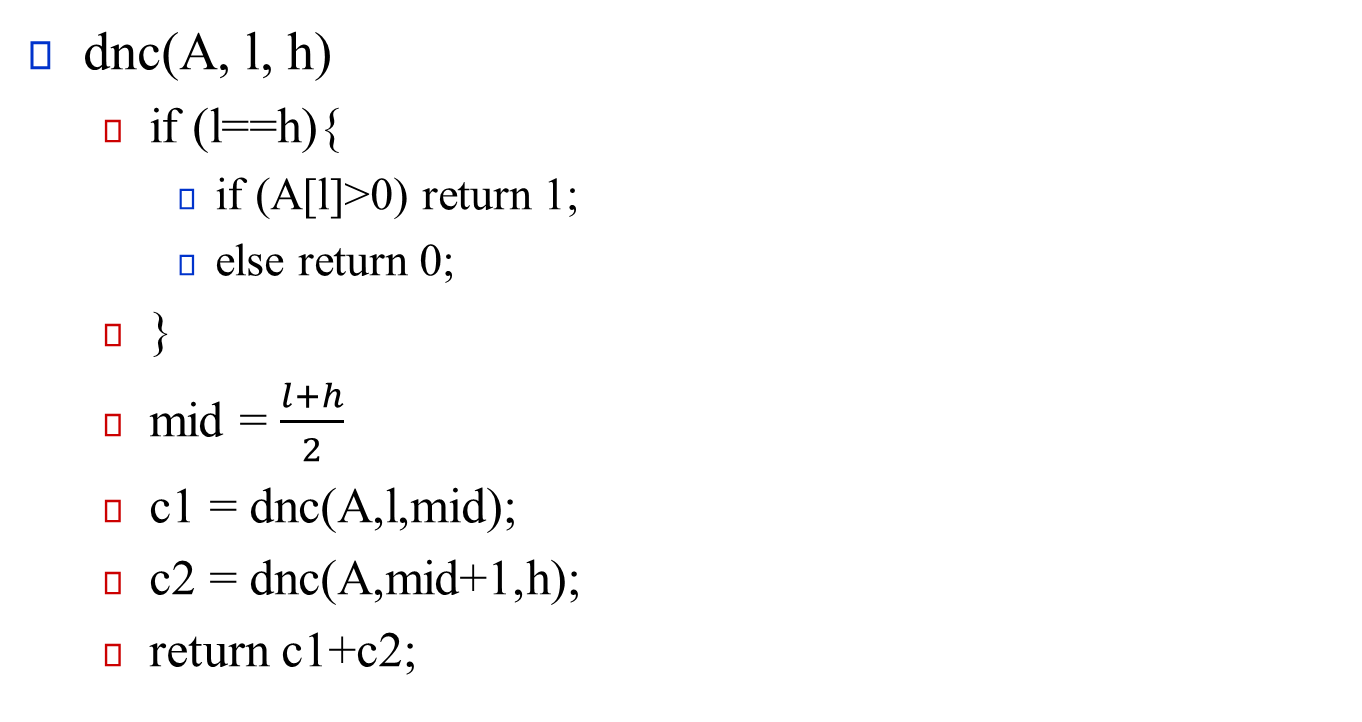 dnc(A, l, h)
if (l==h){
if (A[l]>0) return 1;
else return 0;
}
mid = \frac{l+h}{2}
c1 = dnc(A,l,mid);
c2 = dnc(A,mid+1,h);
return c1+c2;